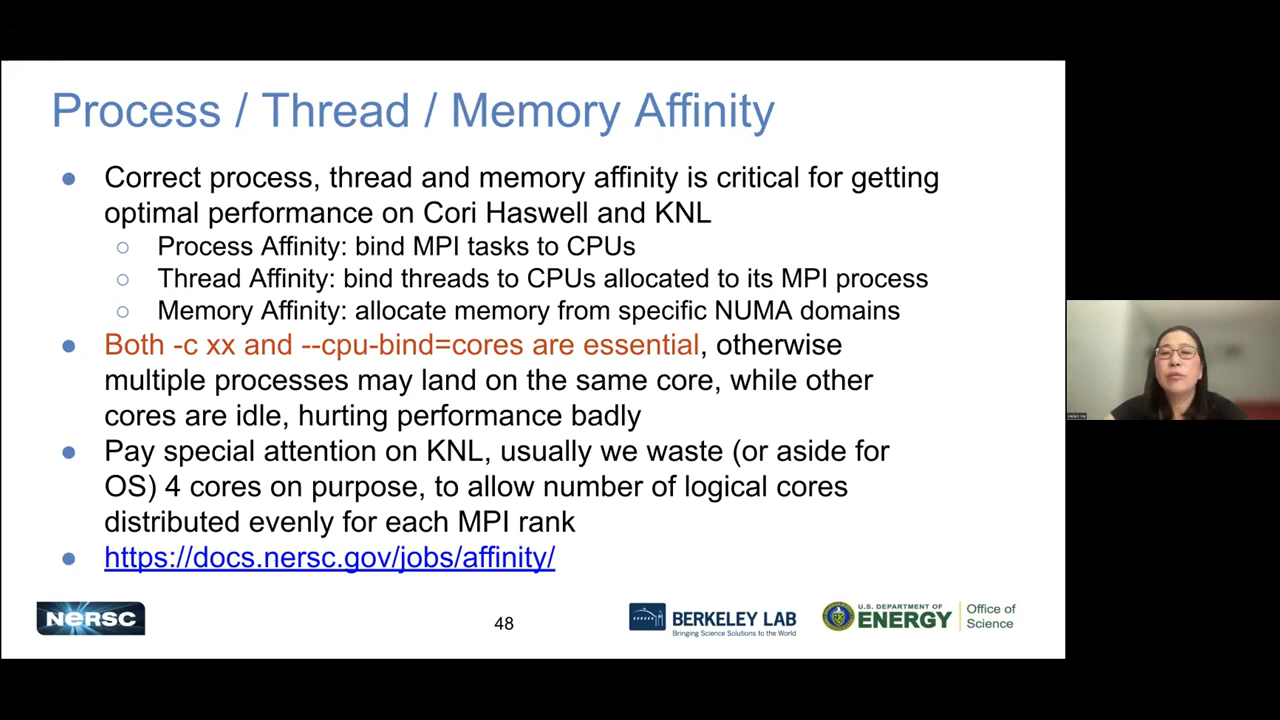 Process / Thread / Memory Affinity
● Correct process, thread and memory affinity is critical for getting
optimal performance on Cori Haswell and KNL
○ Process Affinity: bind MPI tasks to CPUs
○ Thread Affinity: bind threads to CPUs allocated to its MPI process
○ Memory Affinity: allocate memory from specific NUMA domains
● Both -c xx and --cpu-bind=cores are essential, otherwise
multiple processes may land on the same core, while other
cores are idle, hurting performance badly
● Pay special attention on KNL, usually we waste (or aside for
OS) 4 cores on purpose, to allow number of logical cores
distributed evenly for each MPI rank
● https://docs.nersc.gov/jobs/affinity/
NERSC
48
BERKELEY LAB
Bringing Science Solutions to the World
U.S. DEPARTMENT OF
ENERGY
Office of
Science